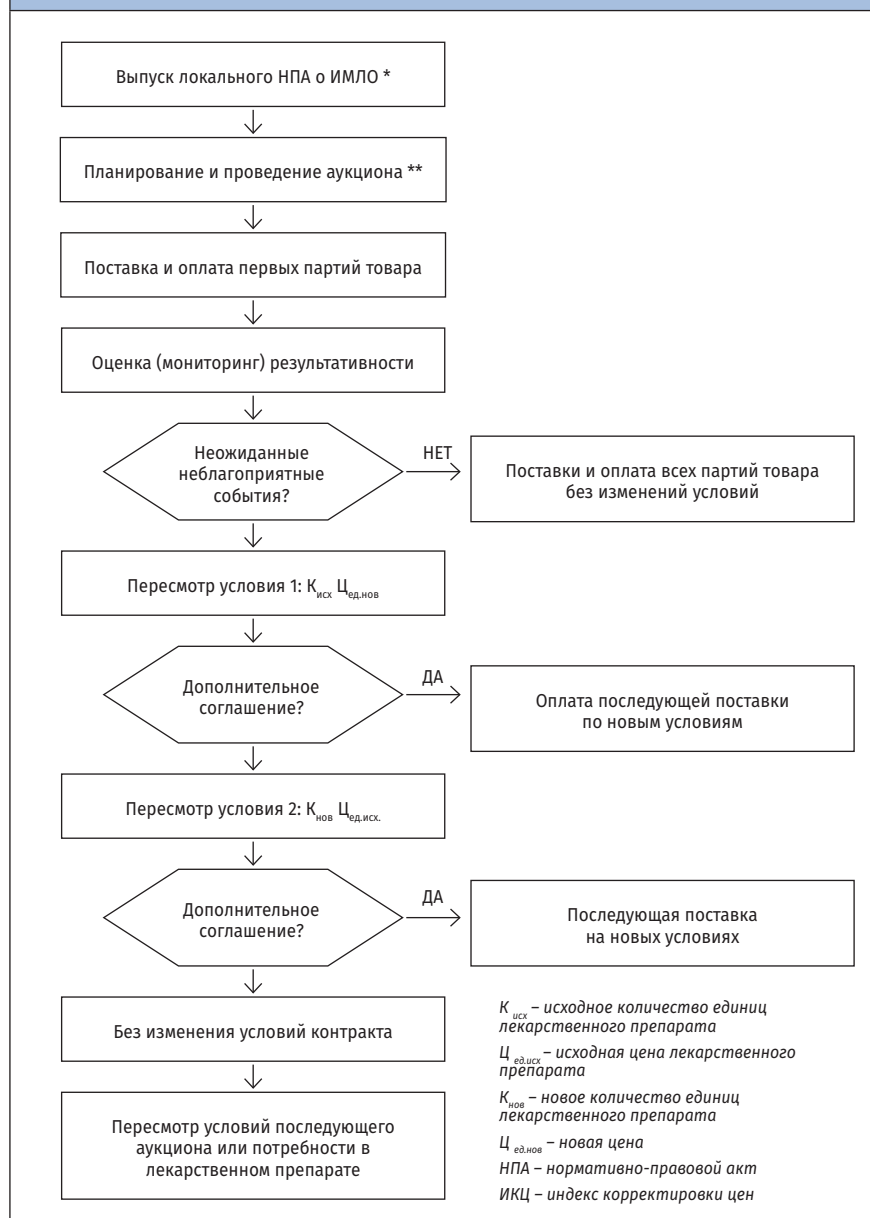 Выпуск локального НПА о ИМЛО *
Планирование и проведение аукциона **
Поставка и оплата первых партий товара
Оценка (мониторинг) результативности
Неожиданные
неблагоприятные
события?
НЕТ
Поставки и оплата всех партий товара
без изменений условий
Пересмотр условия 1: Кисх Цед.нов
Дополнительное
соглашение?
ДА
Оплата последующей поставки
по новым условиям
Пересмотр условия 2: Кнов Цед.исх.
Дополнительное
соглашение?
ДА
Последующая поставка
на новых условиях
Без изменения условий контракта
Пересмотр условий последующего
аукциона или потребности в
лекарственном препарате
К исх – исходное количество единиц
лекарственного препарата
Ц ед.исх – исходная цена лекарственного
препарата
Кнов – новое количество единиц
лекарственного препарата
Ц ед.нов – новая цена
НПА – нормативно-правовой акт
ИКЦ – индекс корректировки цен